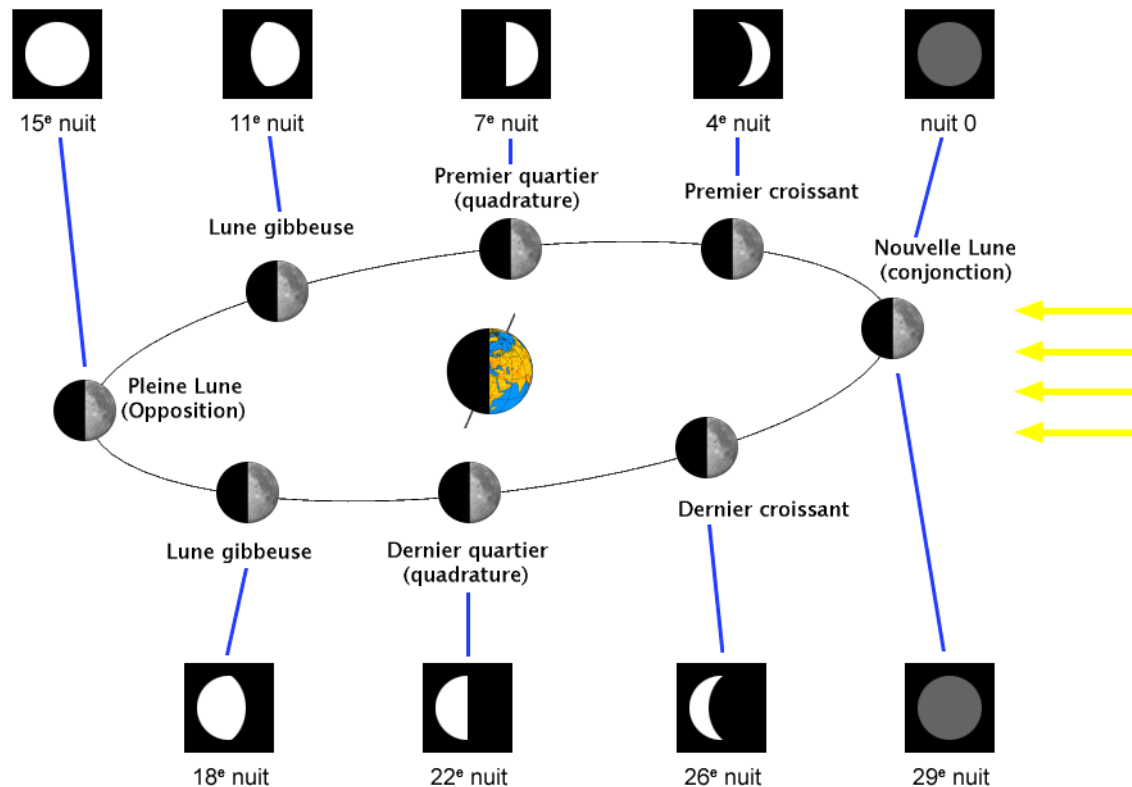 15e nuit
11e nuit
7e nuit
4e nuit
nuit 0
Premier quartier
(quadrature)
Premier croissant
Lune gibbeuse
Nouvelle Lune
(conjonction)
Pleine Lune
(Opposition)
Dernier croissant
Lune gibbeuse
Dernier quartier
(quadrature)
18e nuit
22e nuit
26e nuit
29e nuit